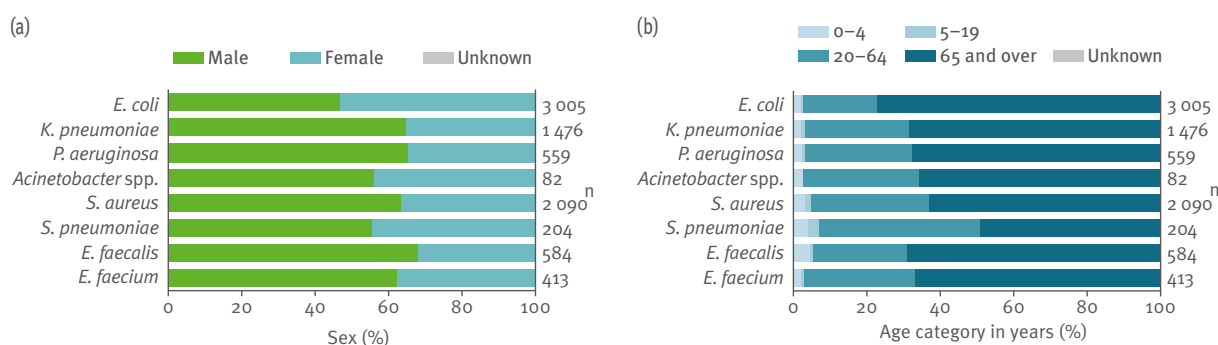 (a)
Male Female Unknown
E. coli 3 005
K. pneumoniae 1 476
P. aeruginosa 559
Acinetobacter spp. 82
n
S. aureus 2 090
S. pneumoniae 204
E. faecalis 584
E. faecium 413
0 20 40 60 80 100
Sex (%)
(b)
0–4 5–19
20–64 65 and over Unknown
E. coli 3 005
K. pneumoniae 1 476
P. aeruginosa 559
Acinetobacter spp. 82
n
S. aureus 2 090
S. pneumoniae 204
E. faecalis 584
E. faecium 413
0 20 40 60 80 100
Age category in years (%)